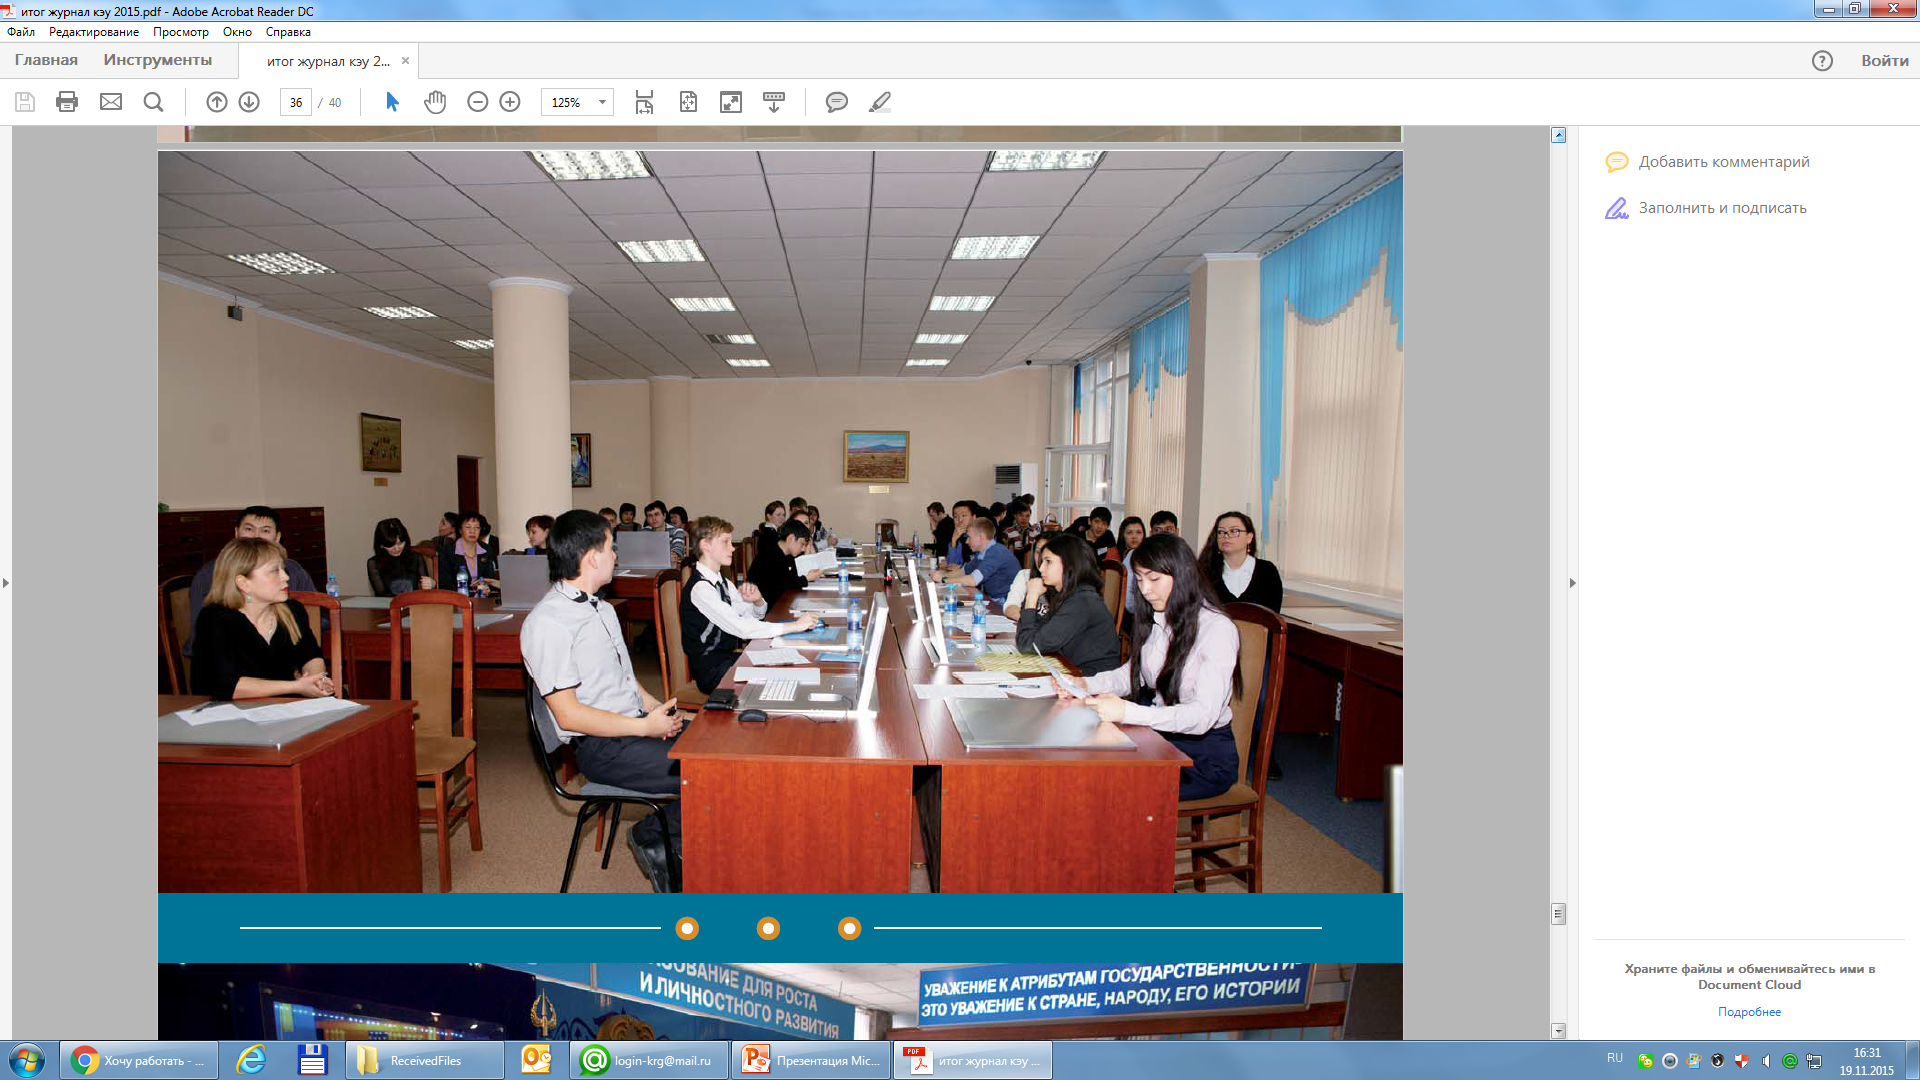 итог журнал кэу 2015.pdf - Adobe Acrobat Reader DC
Файл Редактирование Просмотр Окно Справка
Главная Инструменты итог журнал кэу 2... Войти
36 / 40 125%
Добавить комментарий
Заполнить и подписать
ДЛЯ РОСТА
И ЛИЧНОСТНОГО РАЗВИТИЯ
УВАЖЕНИЕ К АТРИБУТАМ ГОСУДАРСТВЕННОСТИ-
ЭТО УВАЖЕНИЕ К СТРАНЕ, НАРОДУ, ЕГО ИСТОРИИ
Храните файлы и обменивайтесь ими в
Document Cloud
Подробнее
Хочу работать - ... ReceivedFiles login-krg@mail.ru Презентация Mic... PDF итог журнал кэу ... RU 16:31
19.11.2015